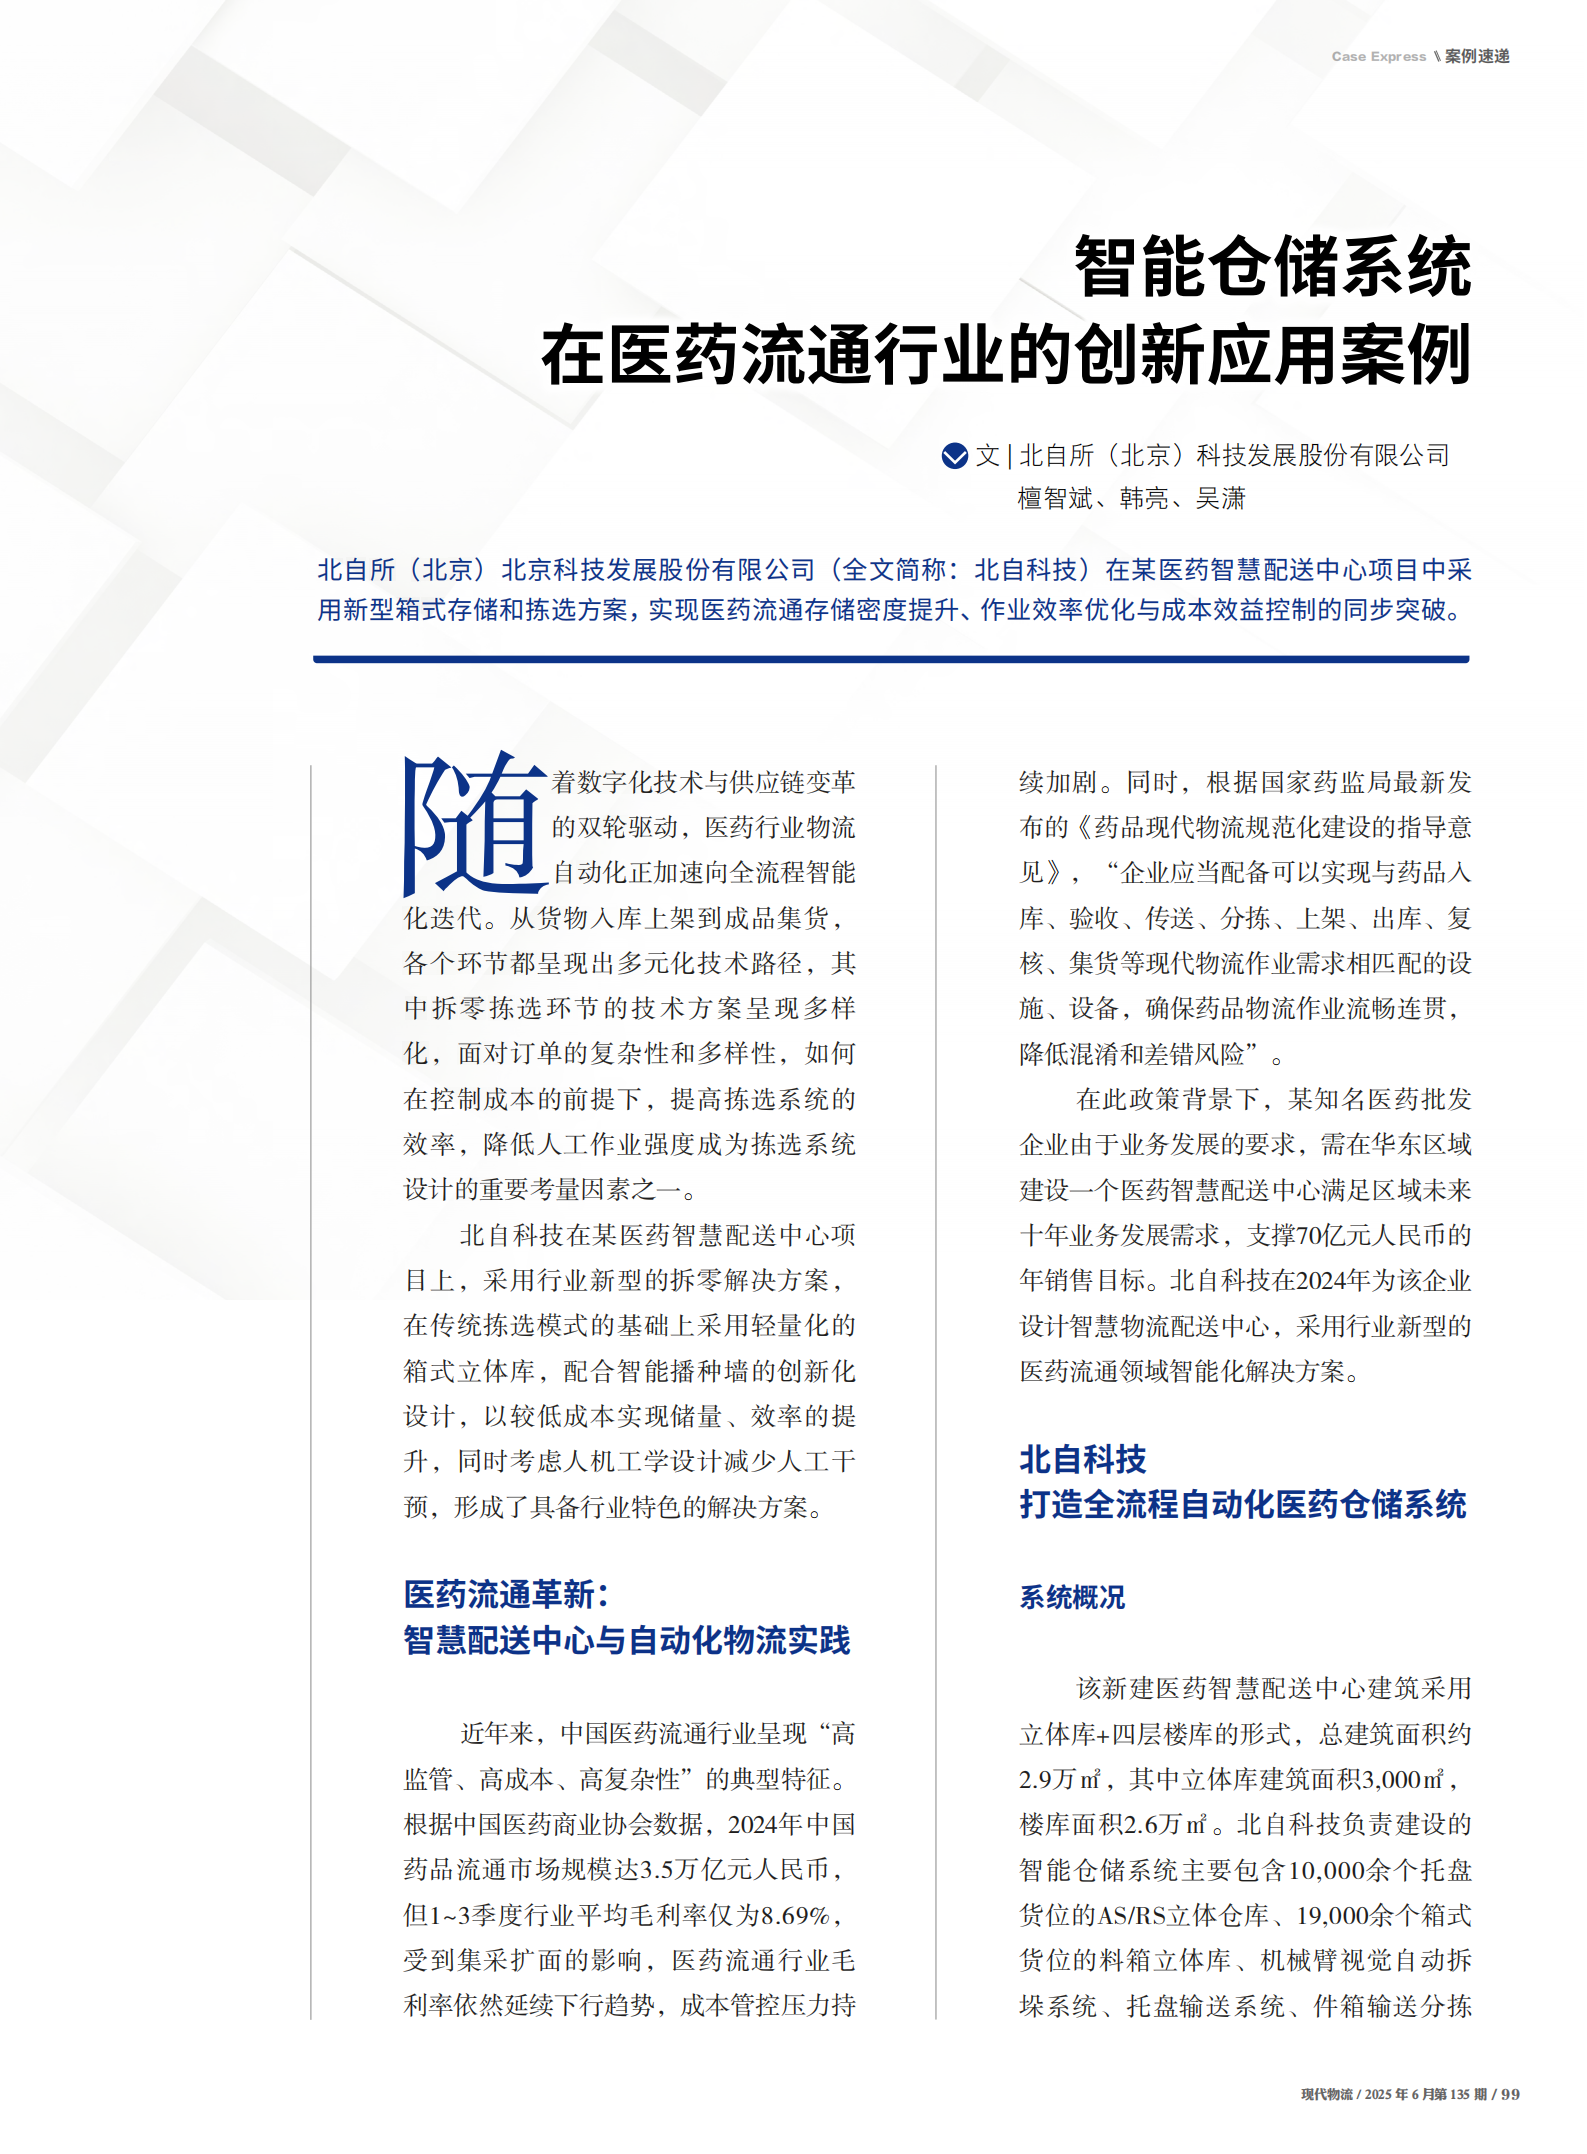 Case Express \\ 案例速递
智能仓储系统
在医药流通行业的创新应用案例
文 | 北自所（北京）科技发展股份有限公司
檀智斌、韩亮、吴潇
北自所（北京）北京科技发展股份有限公司（全文简称：北自科技）在某医药智慧配送中心项目中采
用新型箱式存储和拣选方案，实现医药流通存储密度提升、作业效率优化与成本效益控制的同步突破。
随着数字化技术与供应链变革
的双轮驱动，医药行业物流
自动化正加速向全流程智能
化迭代。从货物入库上架到成品集货，
各个环节都呈现出多元化技术路径，其
中拆零拣选环节的技术方案呈现多样
化，面对订单的复杂性和多样性，如何
在控制成本的前提下，提高拣选系统的
效率，降低人工作业强度成为拣选系统
设计的重要考量因素之一。
北自科技在某医药智慧配送中心项
目上，采用行业新型的拆零解决方案，
在传统拣选模式的基础上采用轻量化的
箱式立体库，配合智能播种墙的创新化
设计，以较低成本实现储量、效率的提
升，同时考虑人机工学设计减少人工干
预，形成了具备行业特色的解决方案。
医药流通革新：
智慧配送中心与自动化物流实践
近年来，中国医药流通行业呈现“高
监管、高成本、高复杂性”的典型特征。
根据中国医药商业协会数据，2024年中国
药品流通市场规模达3.5万亿元人民币，
但1~3季度行业平均毛利率仅为8.69%，
受到集采扩面的影响，医药流通行业毛
利率依然延续下行趋势，成本管控压力持
续加剧。同时，根据国家药监局最新发
布的《药品现代物流规范化建设的指导意
见》，“企业应当配备可以实现与药品入
库、验收、传送、分拣、上架、出库、复
核、集货等现代物流作业需求相匹配的设
施、设备，确保药品物流作业流畅连贯，
降低混淆和差错风险”。
在此政策背景下，某知名医药批发
企业由于业务发展的要求，需在华东区域
建设一个医药智慧配送中心满足区域未来
十年业务发展需求，支撑70亿元人民币的
年销售目标。北自科技在2024年为该企业
设计智慧物流配送中心，采用行业新型的
医药流通领域智能化解决方案。
北自科技
打造全流程自动化医药仓储系统
系统概况
该新建医药智慧配送中心建筑采用
立体库+四层楼库的形式，总建筑面积约
2.9万㎡，其中立体库建筑面积3,000㎡，
楼库面积2.6万㎡。北自科技负责建设的
智能仓储系统主要包含10,000余个托盘
货位的AS/RS立体仓库、19,000余个箱式
货位的料箱立体库、机械臂视觉自动拆
垛系统、托盘输送系统、件箱输送分拣
现代物流 / 2025 年 6 月第 135 期 / 99